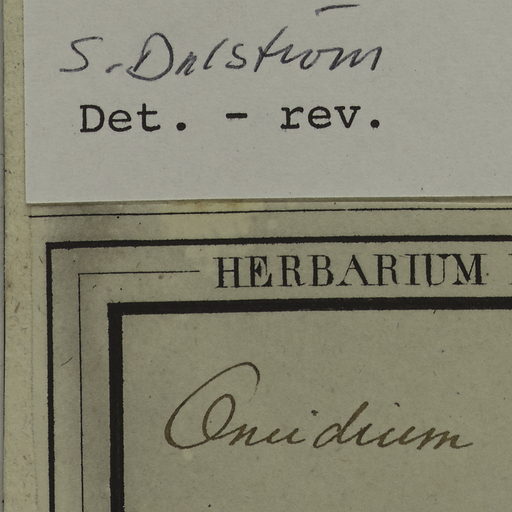 S. Dalström
Det. - rev.
HERBARIUM
Oncidium